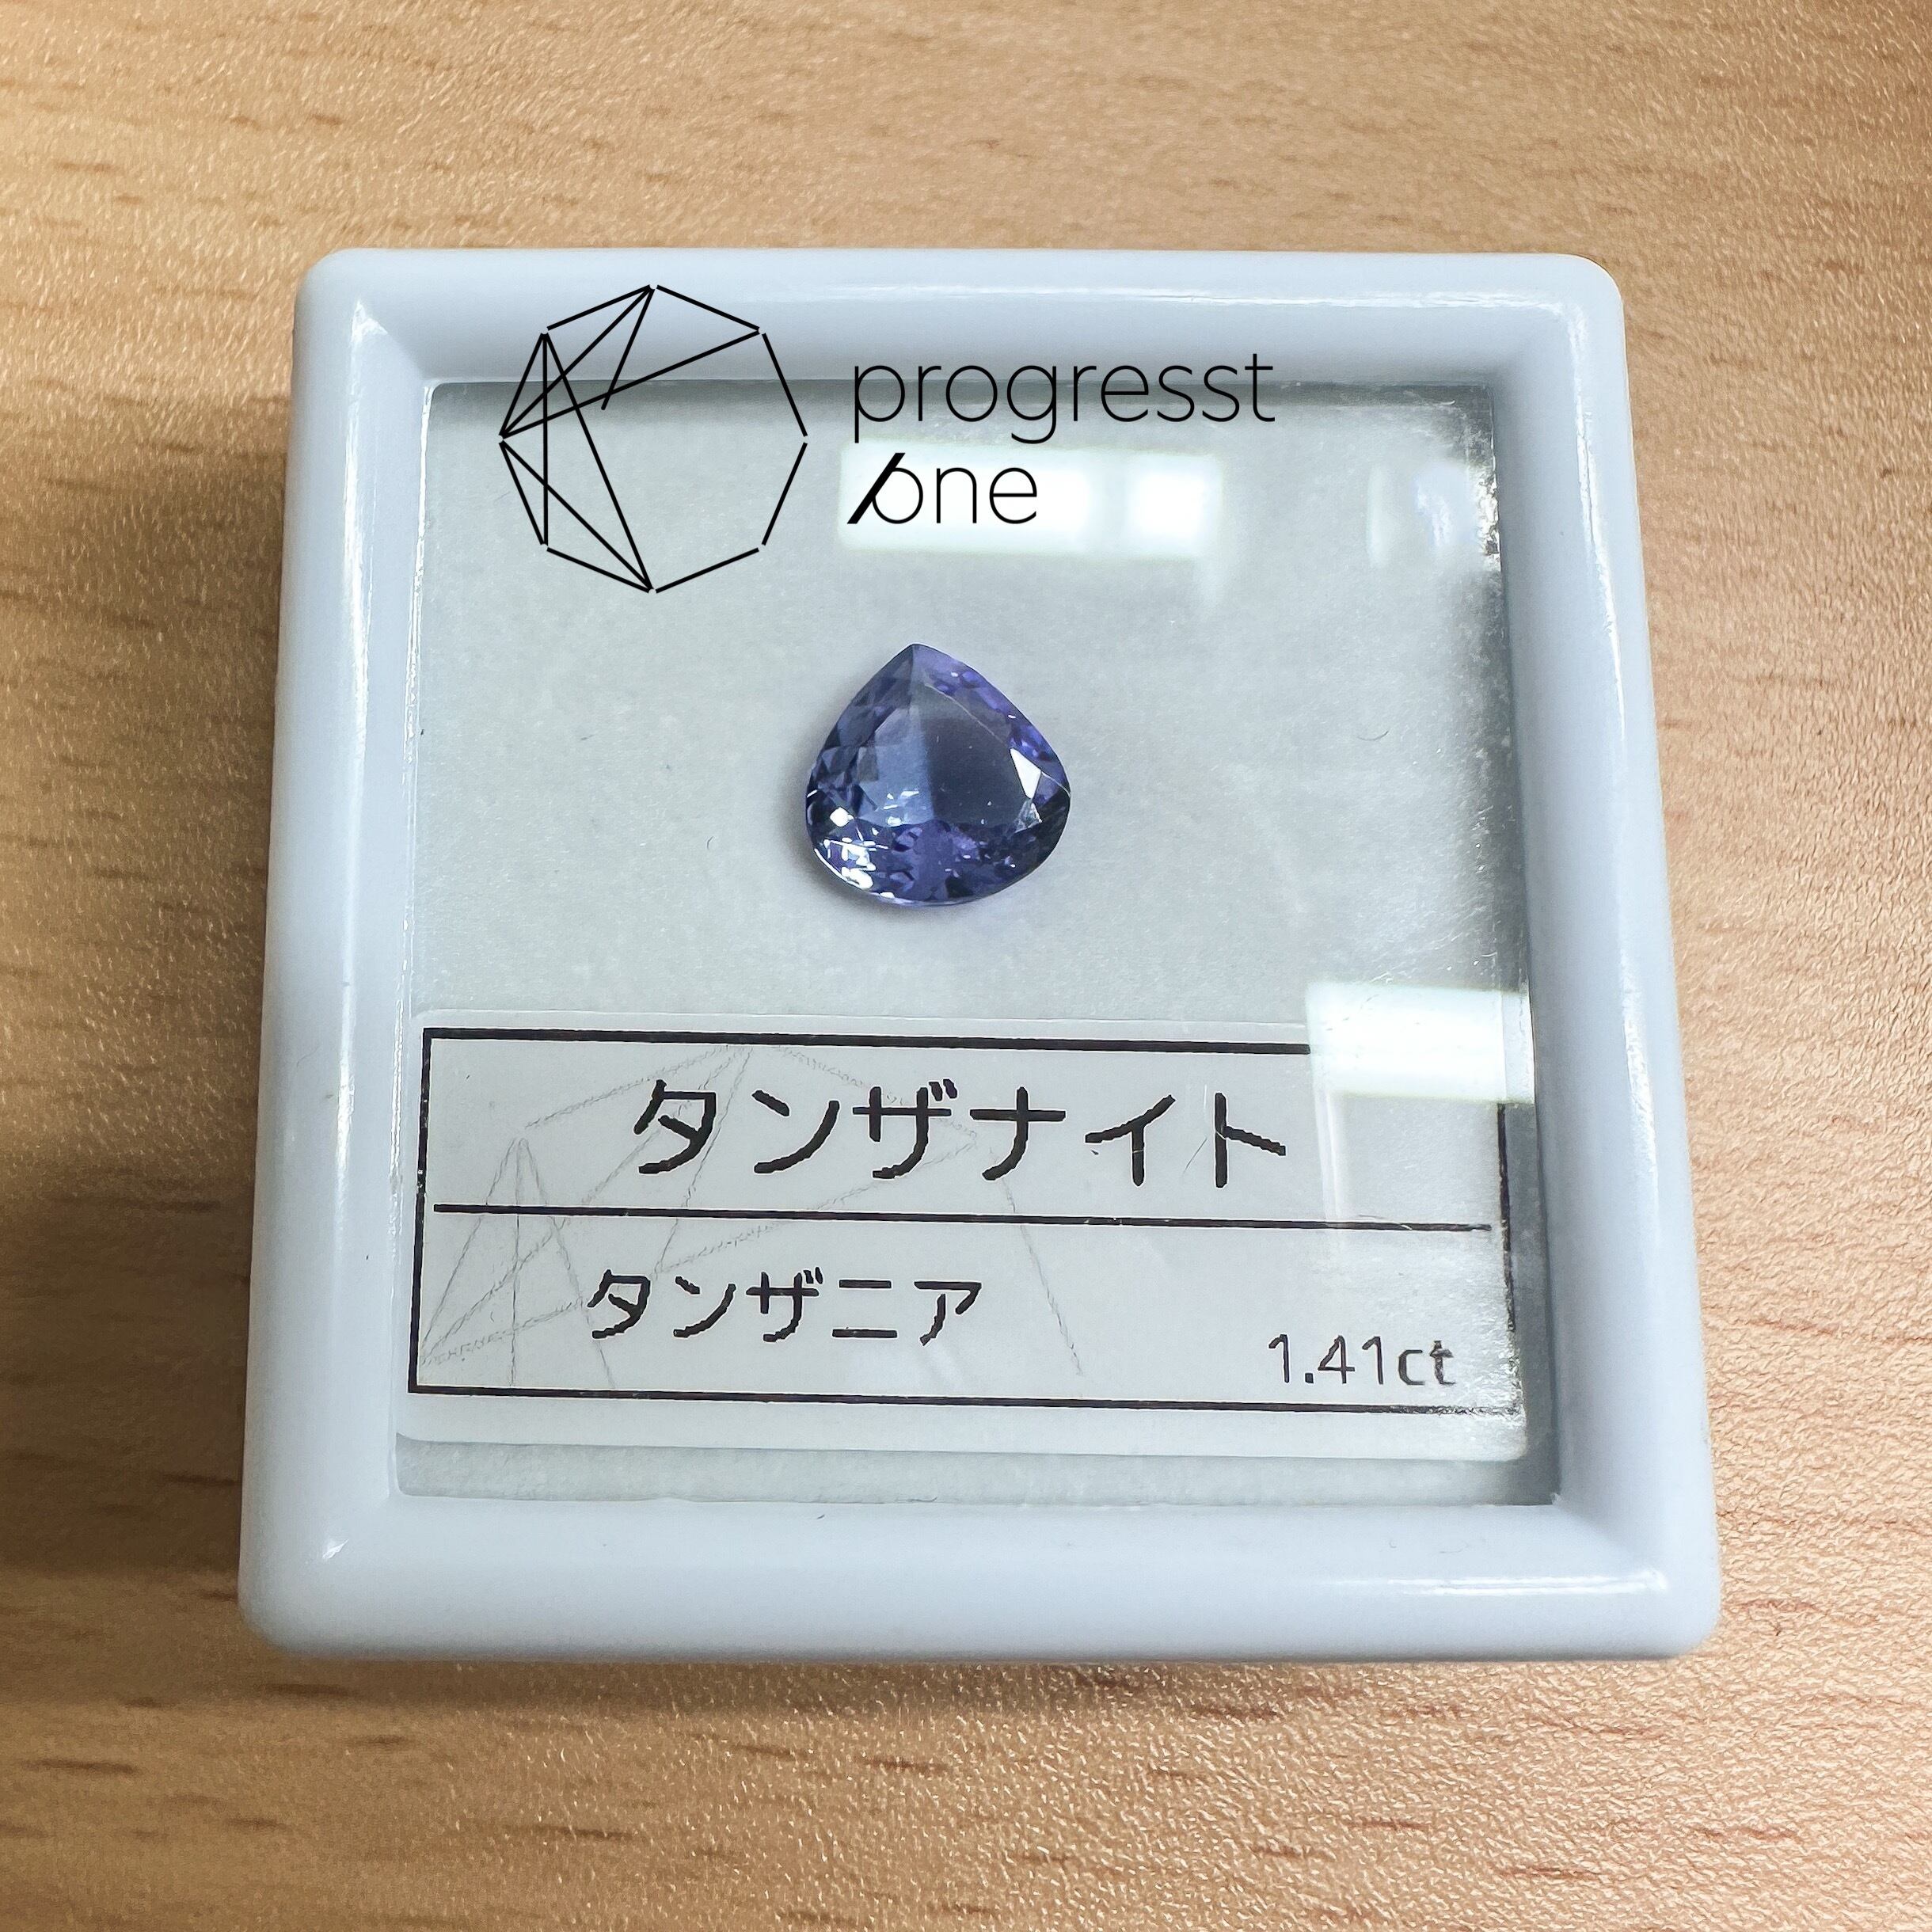 progresst
one
タンザナイト
タンザニア
1.41ct